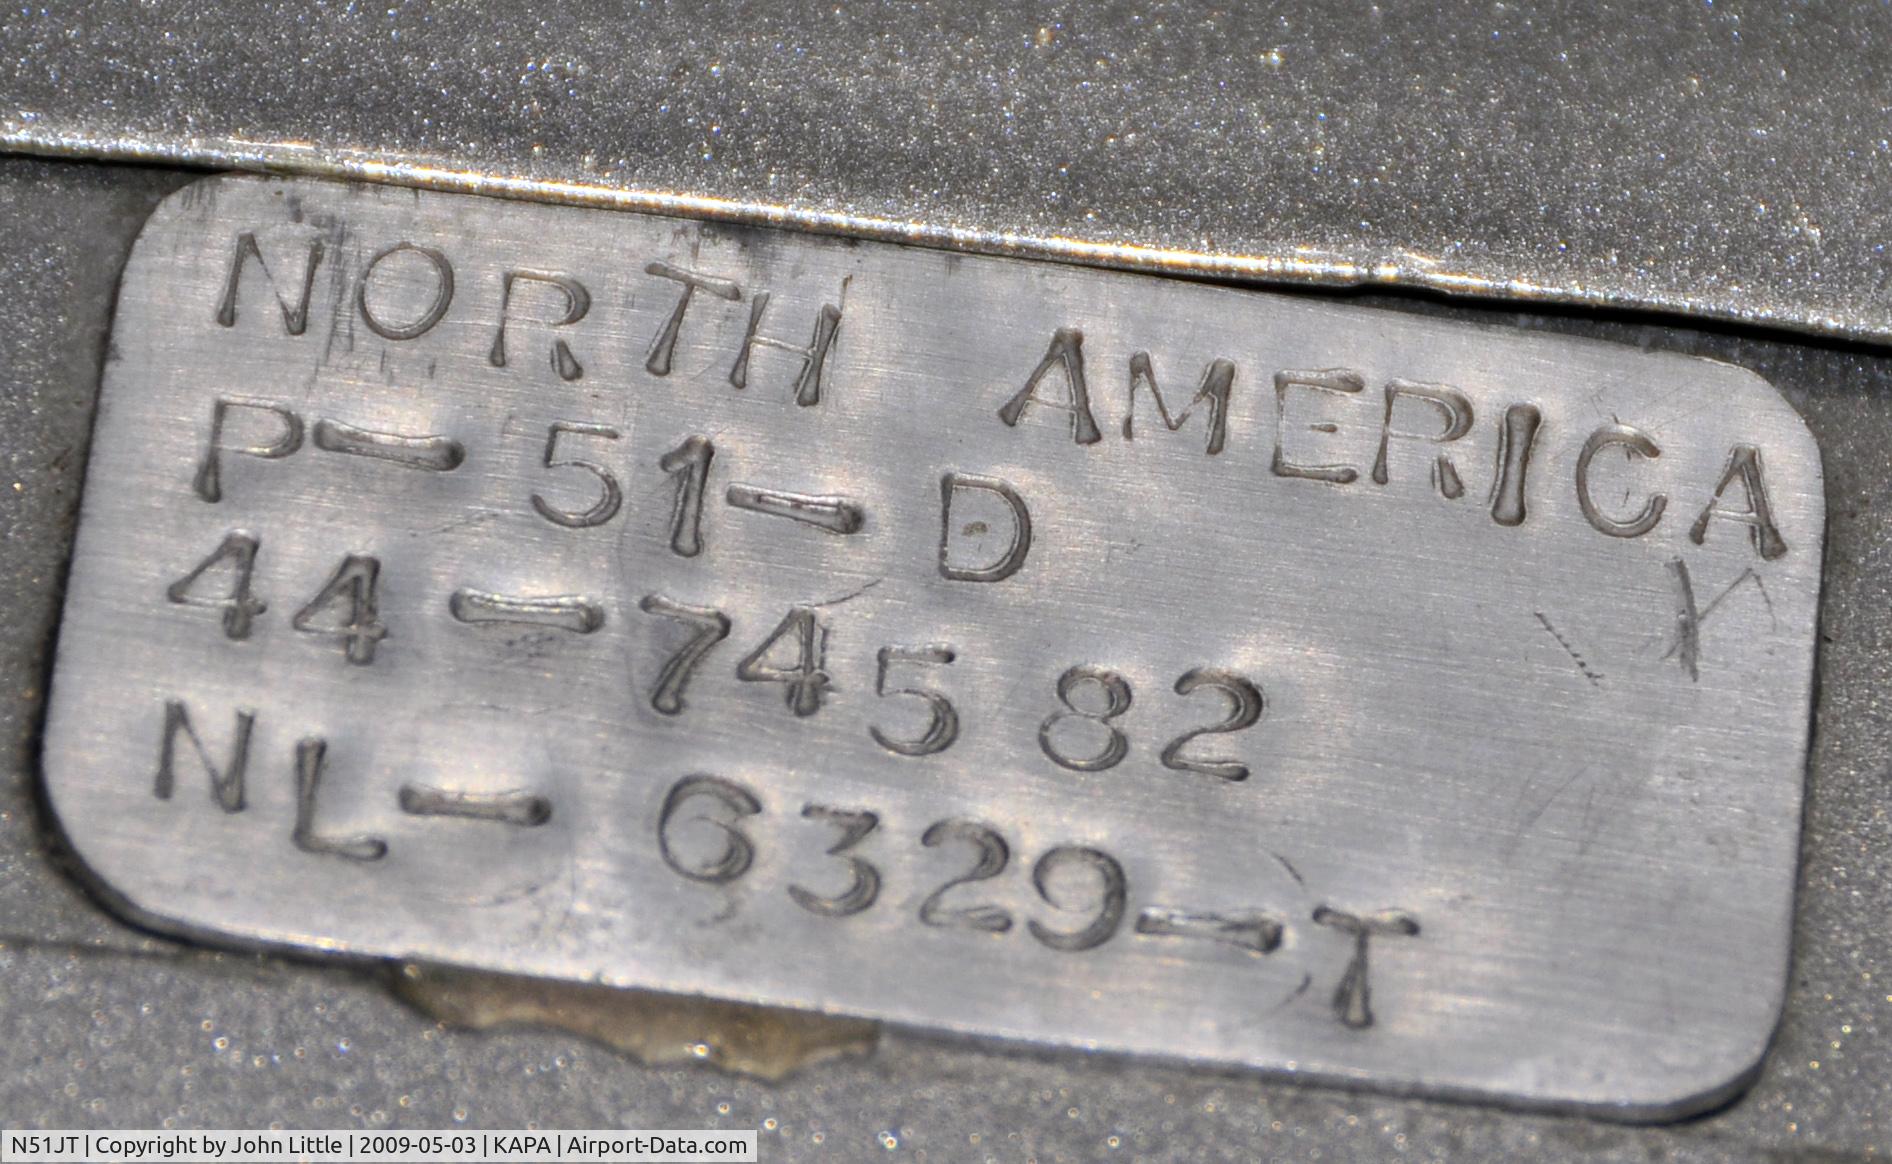 NORTH AMERICA
P-51-D
44-74582
NL-6329-T
N51JT | Copyright by John Little | 2009-05-03 | KAPA | Airport-Data.com